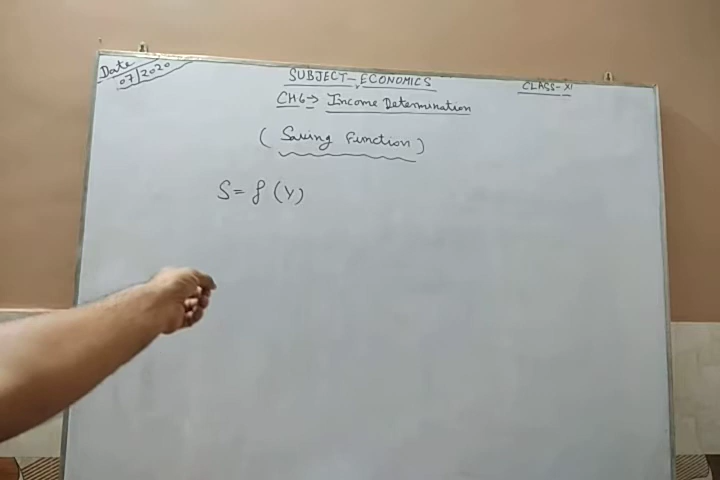 Date
07/2020
SUBJECT - ECONOMICS
CLASS - XI
CH6 → Income Determination
( Saving Function )
S = f (Y)